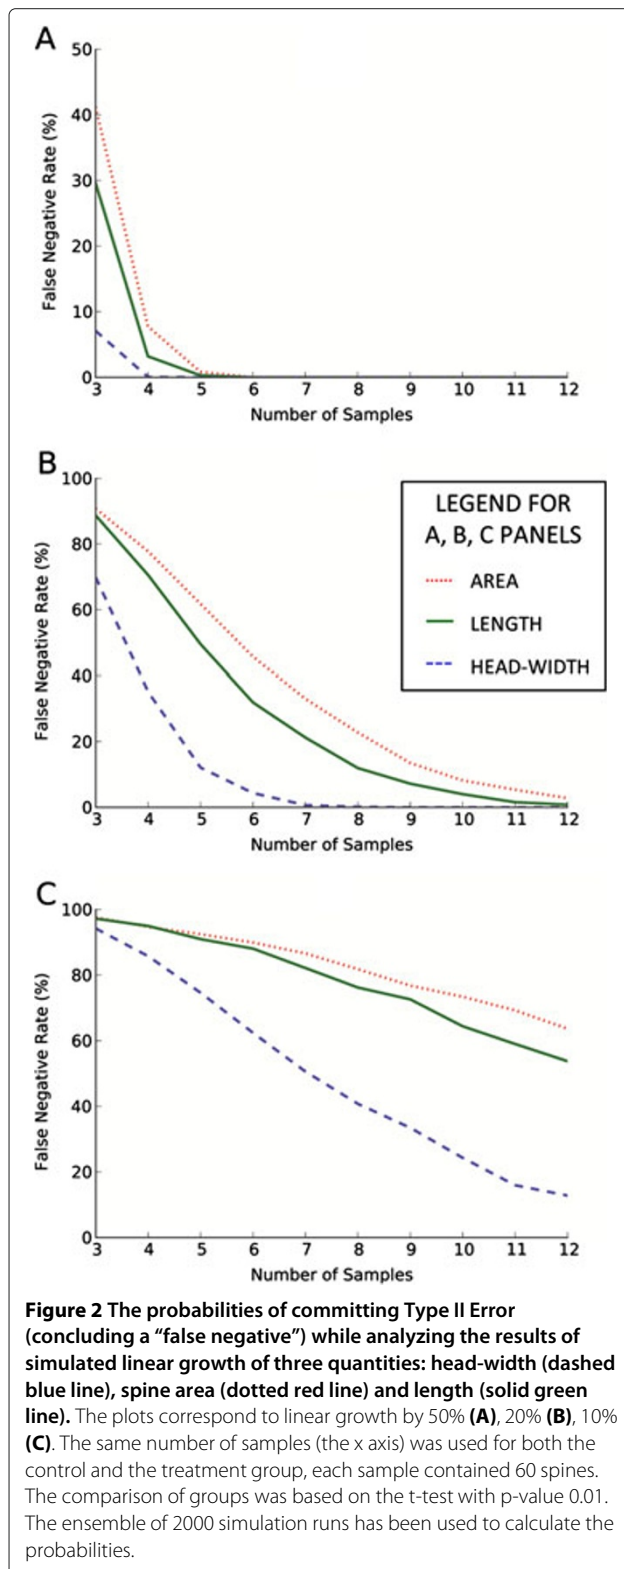 A
50
40
30
20
10
0
False Negative Rate (%)
3 4 5 6 7 8 9 10 11 12
Number of Samples
B
100
80
60
40
20
0
False Negative Rate (%)
3 4 5 6 7 8 9 10 11 12
Number of Samples
LEGEND FOR
A, B, C PANELS
AREA
LENGTH
HEAD-WIDTH
C
100
80
60
40
20
0
False Negative Rate (%)
3 4 5 6 7 8 9 10 11 12
Number of Samples
Figure 2 The probabilities of committing Type II Error
(concluding a “false negative”) while analyzing the results of
simulated linear growth of three quantities: head-width (dashed
blue line), spine area (dotted red line) and length (solid green
line). The plots correspond to linear growth by 50% (A), 20% (B), 10%
(C). The same number of samples (the x axis) was used for both the
control and the treatment group, each sample contained 60 spines.
The comparison of groups was based on the t-test with p-value 0.01.
The ensemble of 2000 simulation runs has been used to calculate the
probabilities.